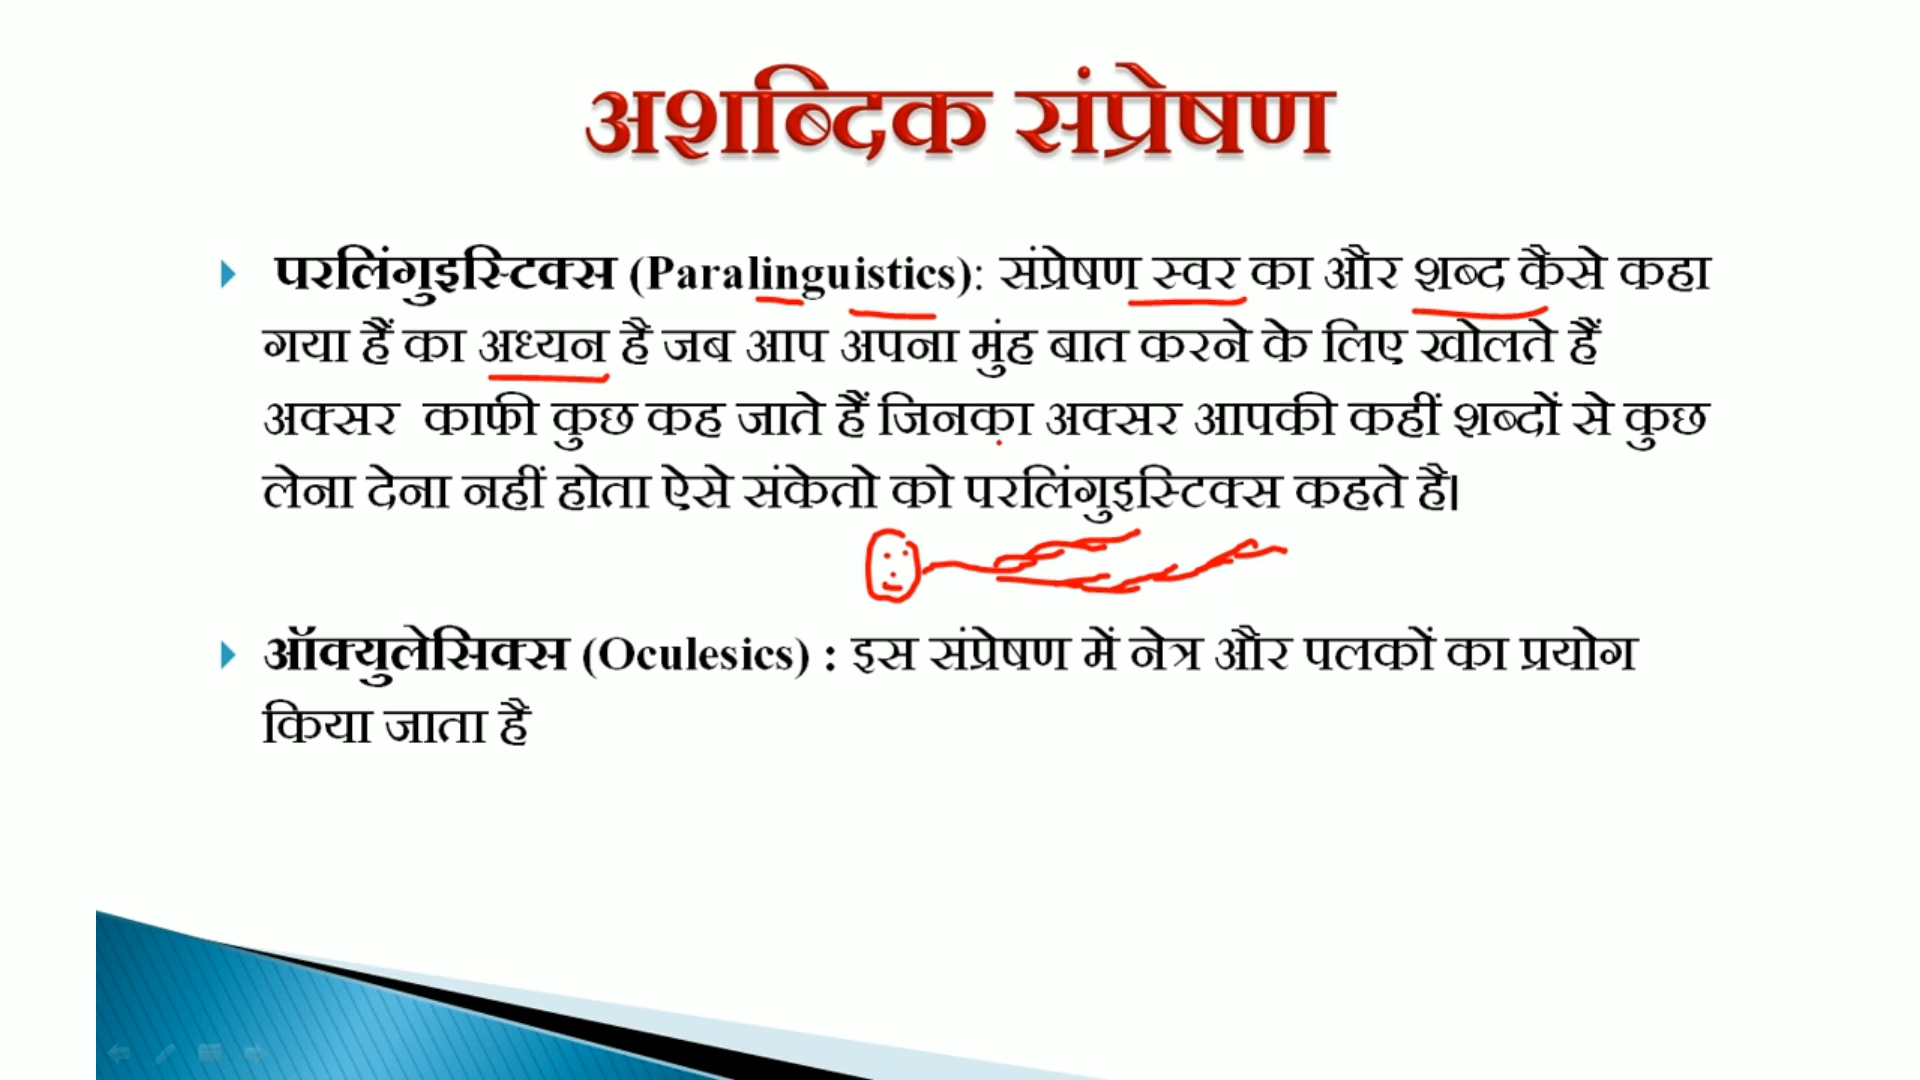 अशब्दिक संप्रेषण
परलिंगुइस्टिक्स (Paralinguistics): संप्रेषण स्वर का और शब्द कैसे कहा
गया हैं का अध्यन है जब आप अपना मुंह बात करने के लिए खोलते हैं
अक्सर काफी कुछ कह जाते हैं जिनका अक्सर आपकी कहीं शब्दों से कुछ
लेना देना नहीं होता ऐसे संकेतो को परलिंगुइस्टिक्स कहते है।
ऑक्युलेसिक्स (Oculesics) : इस संप्रेषण में नेत्र और पलकों का प्रयोग
किया जाता है